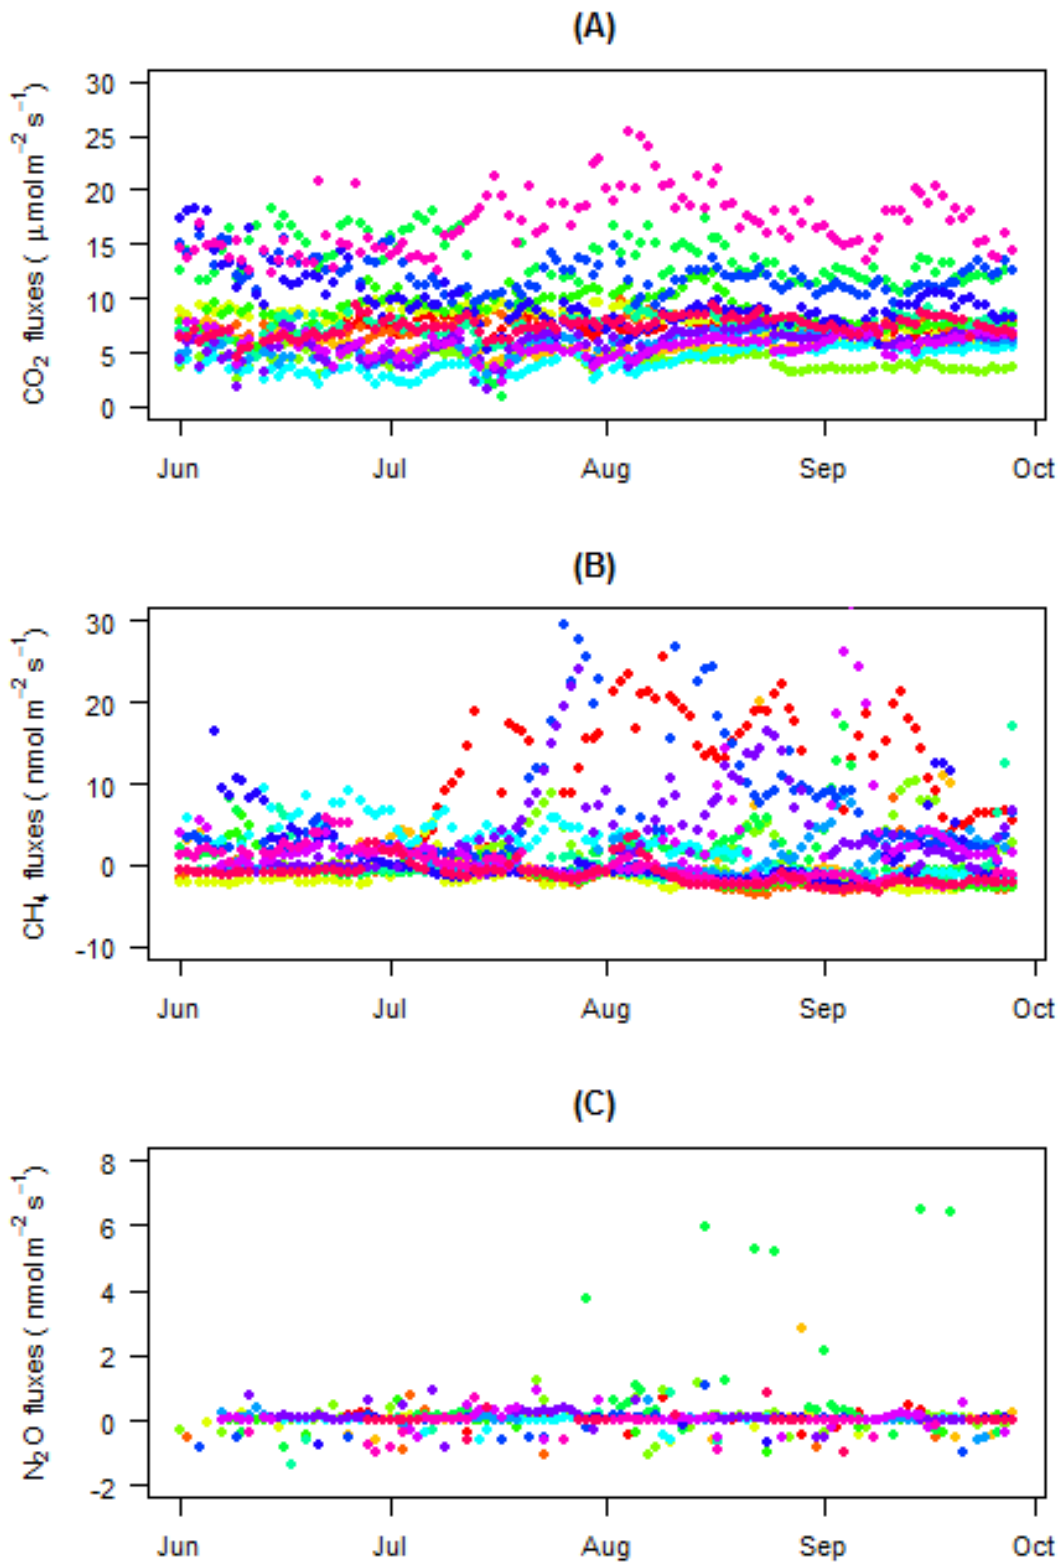 (A)
CO₂ fluxes ( μmol m⁻² s⁻¹)
30
25
20
15
10
5
0
Jun Jul Aug Sep Oct
(B)
CH₄ fluxes ( nmol m⁻² s⁻¹)
30
20
10
0
-10
Jun Jul Aug Sep Oct
(C)
N₂O fluxes ( nmol m⁻² s⁻¹)
8
6
4
2
0
-2
Jun Jul Aug Sep Oct